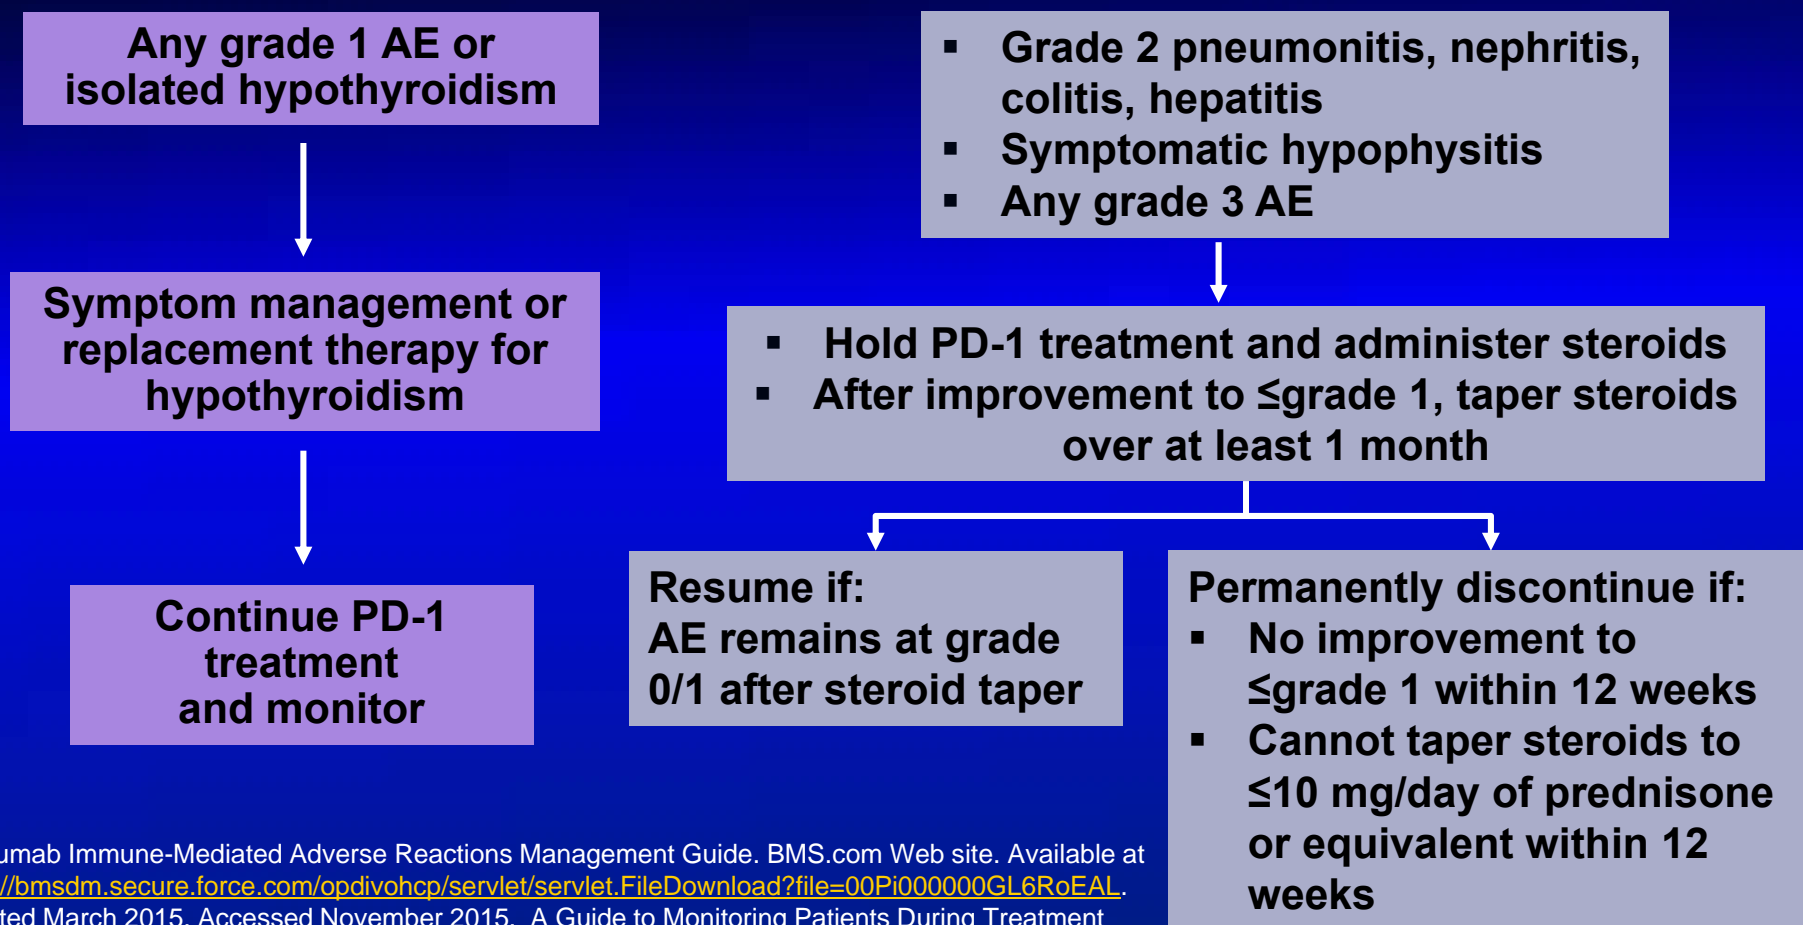 Any grade 1 AE or
isolated hypothyroidism
Symptom management or
replacement therapy for
hypothyroidism
Continue PD-1
treatment
and monitor
▪ Grade 2 pneumonitis, nephritis,
colitis, hepatitis
▪ Symptomatic hypophysitis
▪ Any grade 3 AE
▪ Hold PD-1 treatment and administer steroids
▪ After improvement to ≤grade 1, taper steroids
over at least 1 month
Resume if:
AE remains at grade
0/1 after steroid taper
Permanently discontinue if:
▪ No improvement to
≤grade 1 within 12 weeks
▪ Cannot taper steroids to
≤10 mg/day of prednisone
or equivalent within 12
weeks
umab Immune-Mediated Adverse Reactions Management Guide. BMS.com Web site. Available at
//bmsdm.secure.force.com/opdivohcp/servlet/servlet.FileDownload?file=00Pi000000GL6RoEAL.
ted March 2015. Accessed November 2015. A Guide to Monitoring Patients During Treatment